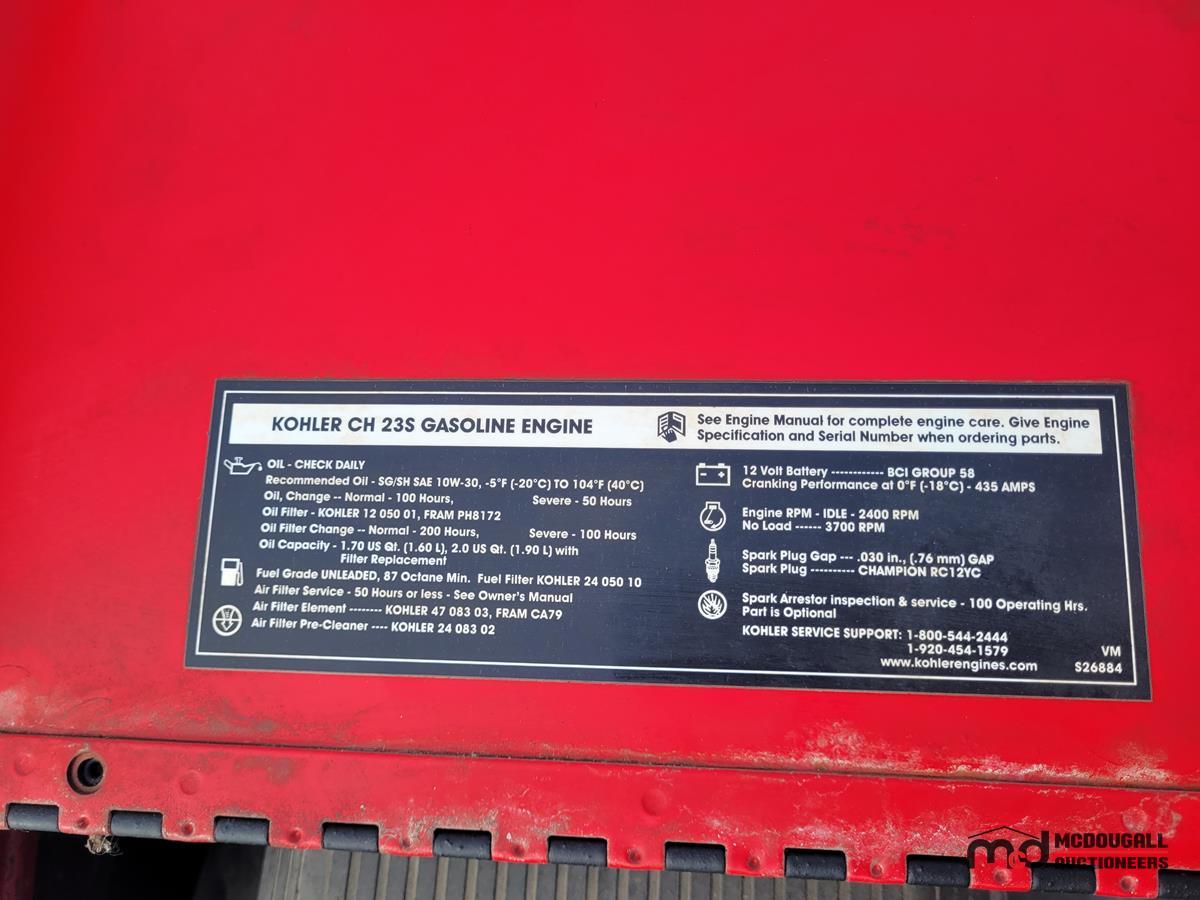 KOHLER CH 23S GASOLINE ENGINE
See Engine Manual for complete engine care. Give Engine
Specification and Serial Number when ordering parts.
OIL - CHECK DAILY
Recommended Oil - SG/SH SAE 10W-30, -5°F (-20°C) TO 104°F (40°C)
Oil, Change -- Normal - 100 Hours, Severe - 50 Hours
Oil Filter - KOHLER 12 050 01, FRAM PH8172
Oil Filter Change -- Normal - 200 Hours, Severe - 100 Hours
Oil Capacity - 1.70 US Qt. (1.60 L), 2.0 US Qt. (1.90 L) with
Filter Replacement
Fuel Grade UNLEADED, 87 Octane Min. Fuel Filter KOHLER 24 050 10
Air Filter Service - 50 Hours or less - See Owner's Manual
Air Filter Element -------- KOHLER 47 083 03, FRAM CA79
Air Filter Pre-Cleaner ---- KOHLER 24 083 02
12 Volt Battery ------------ BCI GROUP 58
Cranking Performance at 0°F (-18°C) - 435 AMPS
Engine RPM - IDLE - 2400 RPM
No Load ------ 3700 RPM
Spark Plug Gap --- .030 in., (.76 mm) GAP
Spark Plug ---------- CHAMPION RC12YC
Spark Arrestor inspection & service - 100 Operating Hrs.
Part is Optional
KOHLER SERVICE SUPPORT: 1-800-544-2444
1-920-454-1579
www.kohlerengines.com
VM
S26884
m&d MCDOUGALL
AUCTIONEERS